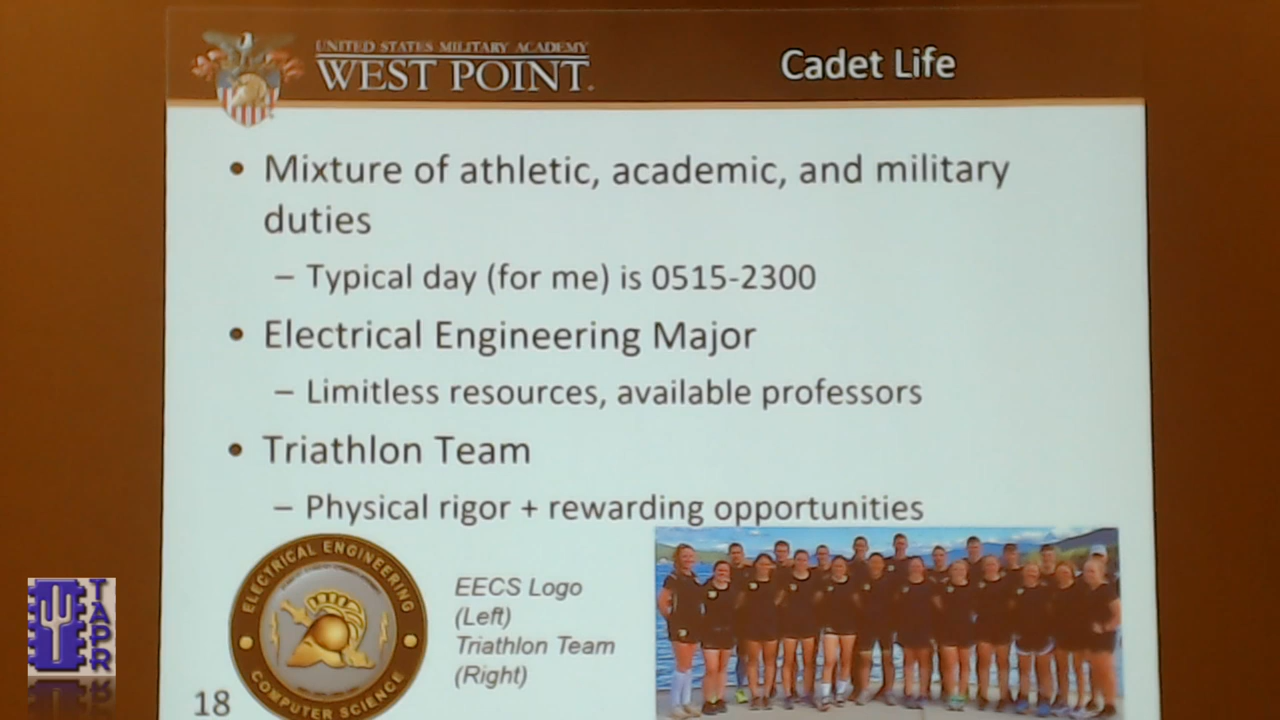 UNITED STATES MILITARY ACADEMY
WEST POINT.
Cadet Life
• Mixture of athletic, academic, and military
duties
– Typical day (for me) is 0515-2300
• Electrical Engineering Major
– Limitless resources, available professors
• Triathlon Team
– Physical rigor + rewarding opportunities
ELECTRICAL ENGINEERING
COMPUTER SCIENCE
EECS Logo
(Left)
Triathlon Team
(Right)
18
TAPR